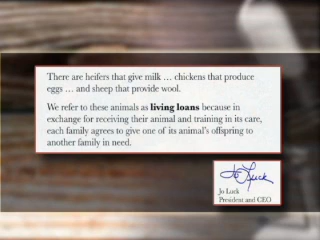 There are heifers that give milk ... chickens that produce
eggs ... and sheep that provide wool.
We refer to these animals as living loans because in
exchange for receiving their animal and training in its care,
each family agrees to give one of its animal's offspring to
another family in need.
Jo Luck
Jo Luck
President and CEO